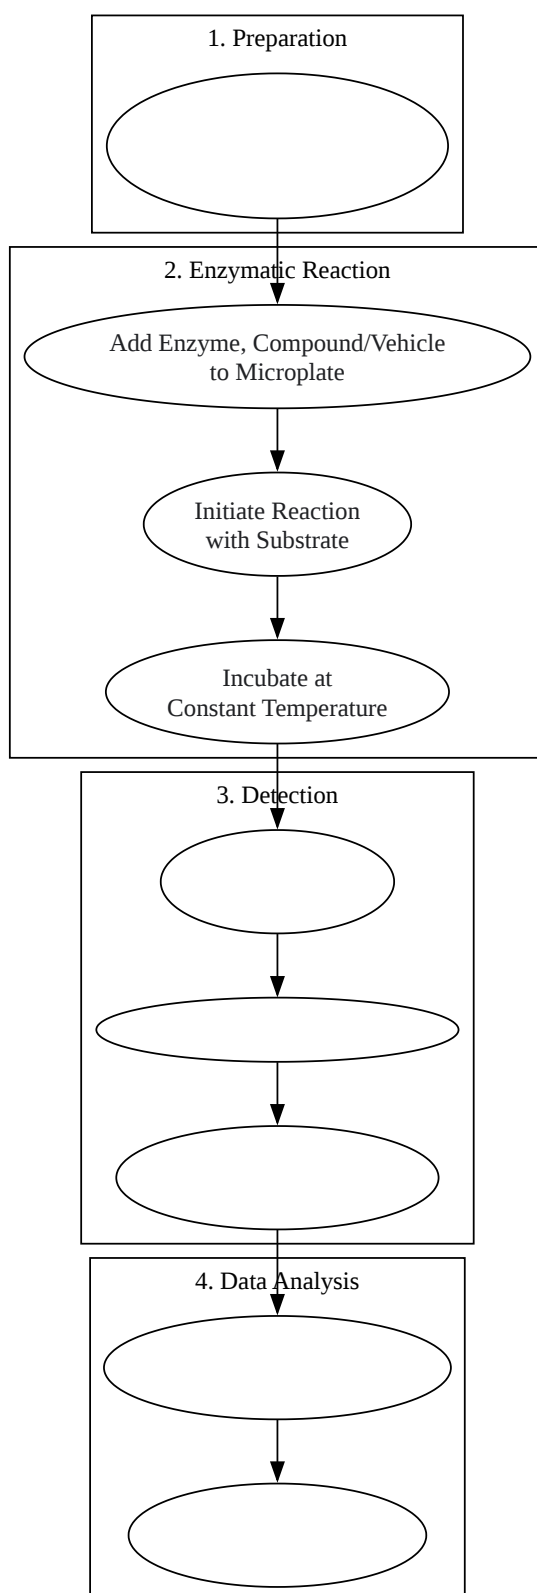 1. Preparation
2. Enzymatic Reaction
Add Enzyme, Compound/Vehicle
to Microplate
Initiate Reaction
with Substrate
Incubate at
Constant Temperature
3. Detection
4. Data Analysis